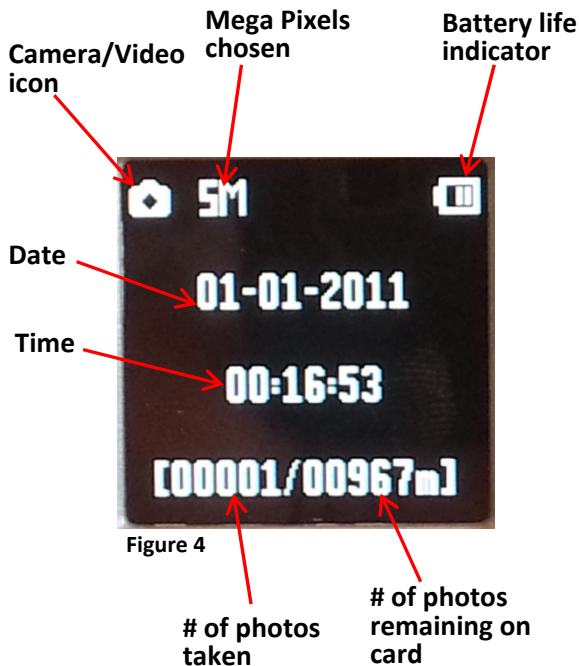 Mega Pixels
chosen
Battery life
indicator
Camera/Video
icon
5M
Date
01-01-2011
Time
00:16:53
[00001/00967m]
Figure 4
# of photos
taken
# of photos
remaining on
card